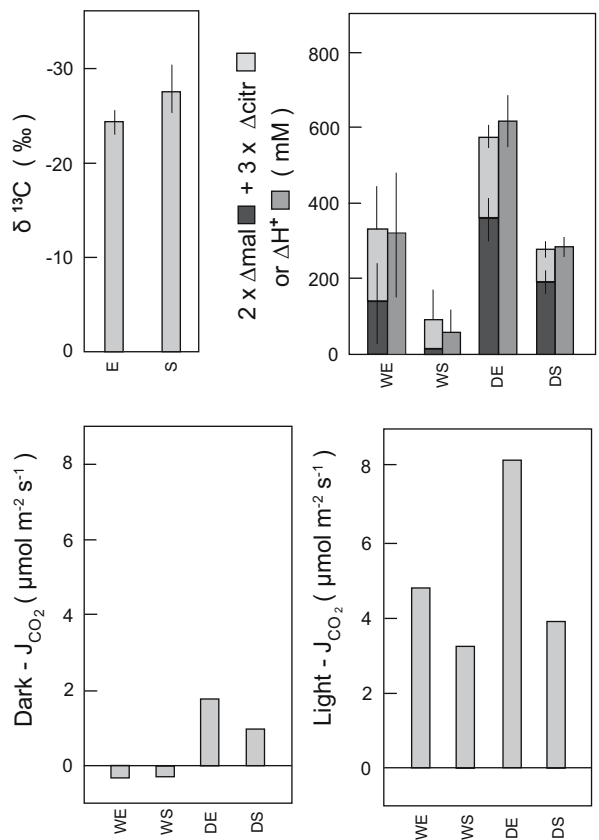 δ ¹³C ( ‰ )
-30
-20
-10
0
E
S
2 x Δmal + 3 x Δcitr
or ΔH⁺ ( mM )
800
600
400
200
0
WE
WS
DE
DS
Dark - J_CO₂ ( μmol m⁻² s⁻¹ )
8
6
4
2
0
WE
WS
DE
DS
Light - J_CO₂ ( μmol m⁻² s⁻¹ )
8
6
4
2
0
WE
WS
DE
DS